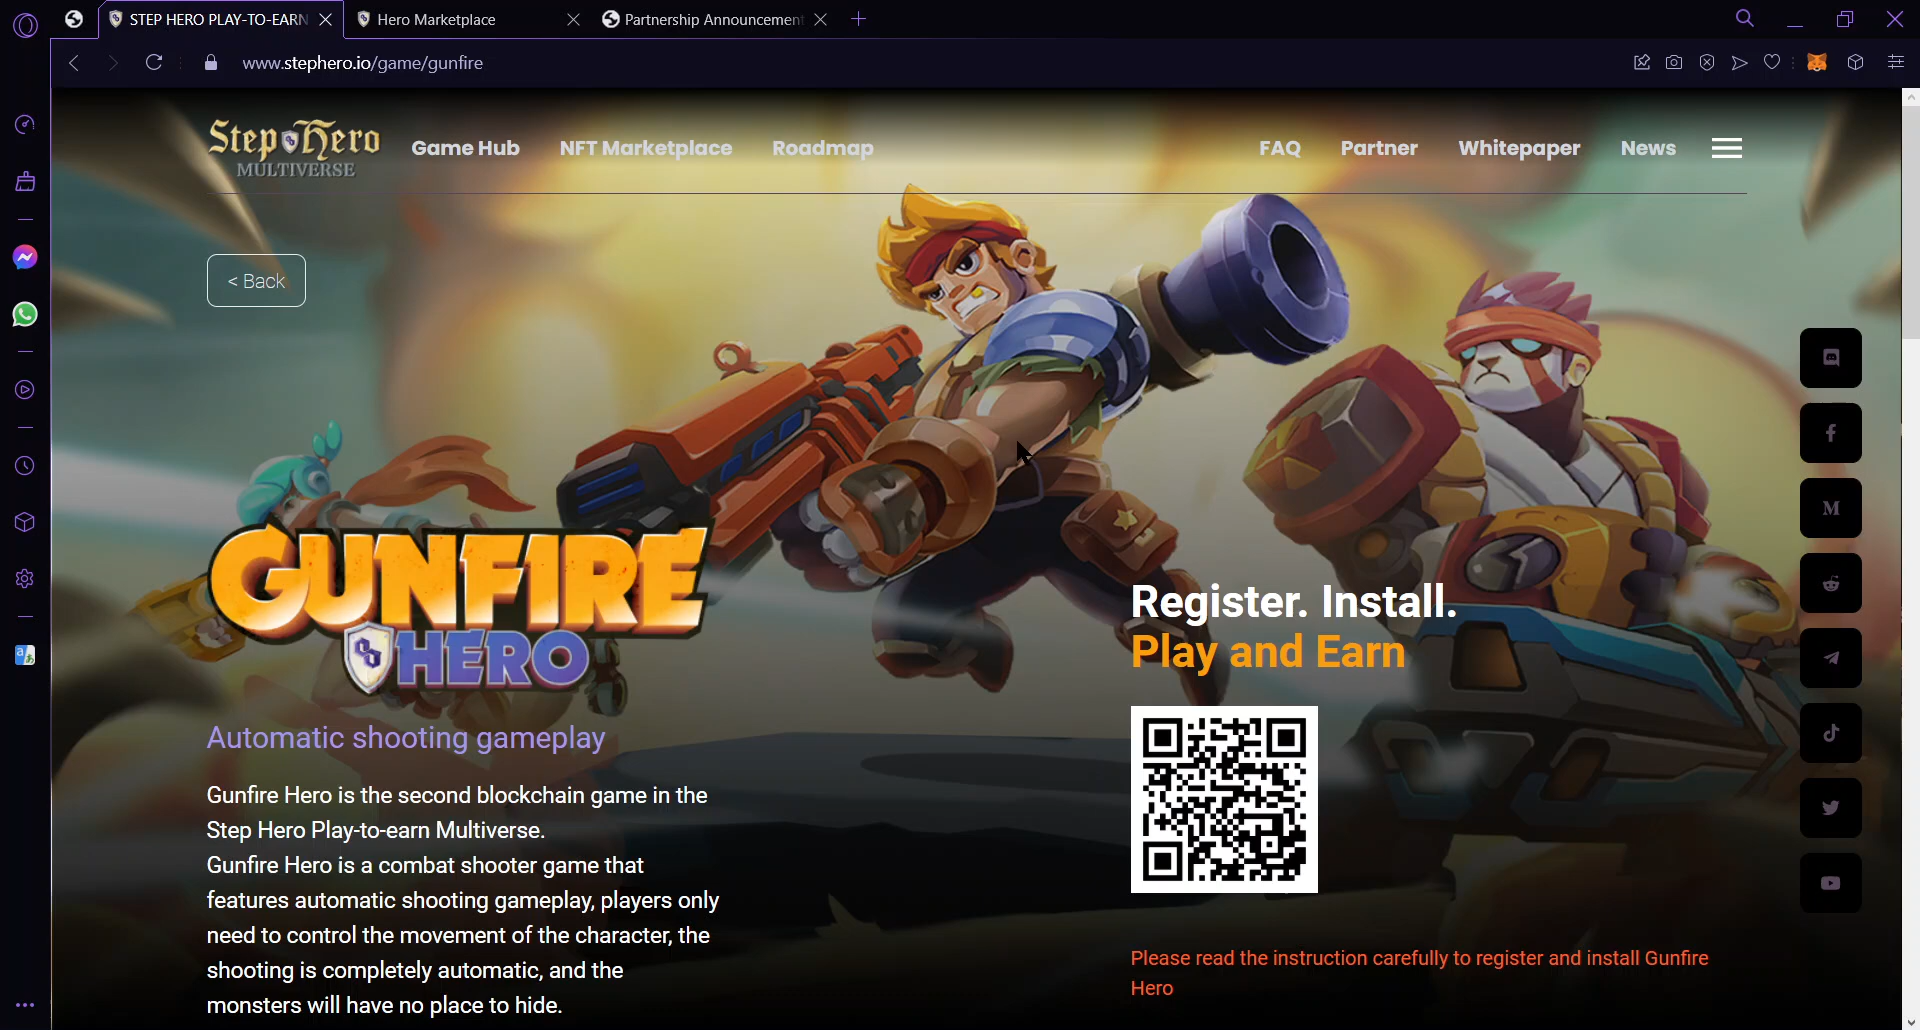 STEP HERO PLAY-TO-EARN
Hero Marketplace
Partnership Announcement
www.stephero.io/game/gunfire
Step Hero
MULTIVERSE
Game Hub
NFT Marketplace
Roadmap
FAQ
Partner
Whitepaper
News
< Back
GUNFIRE
HERO
Register. Install.
Play and Earn
Automatic shooting gameplay
Gunfire Hero is the second blockchain game in the
Step Hero Play-to-earn Multiverse.
Gunfire Hero is a combat shooter game that
features automatic shooting gameplay, players only
need to control the movement of the character, the
shooting is completely automatic, and the
monsters will have no place to hide.
Please read the instruction carefully to register and install Gunfire
Hero